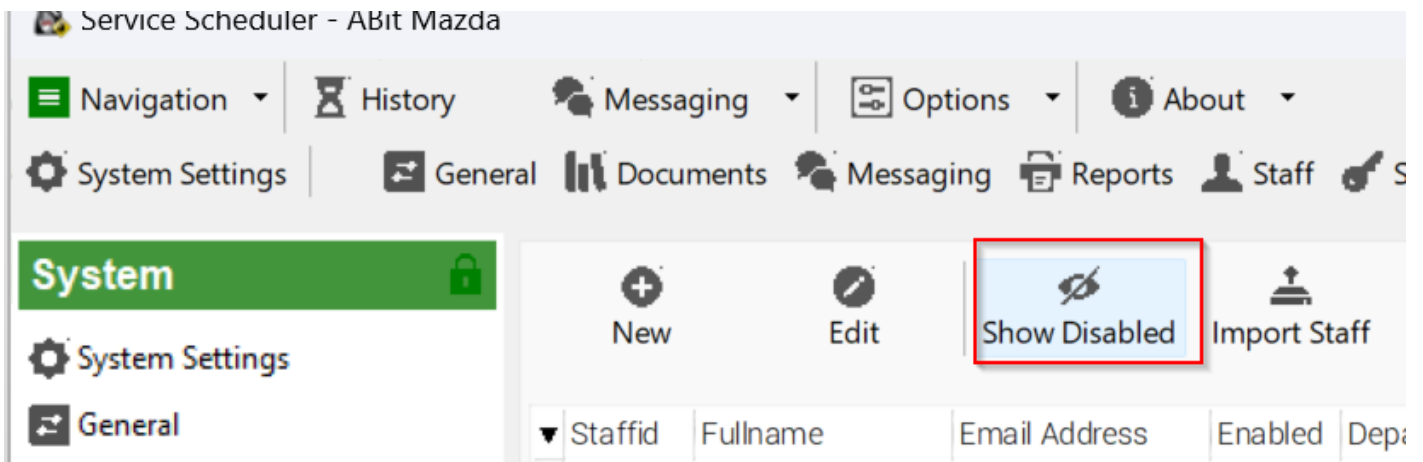 Service Scheduler - ABit Mazda
Navigation History Messaging Options About
System Settings General Documents Messaging Reports Staff
System
New Edit Show Disabled Import Staff
System Settings
General
Staffid Fullname Email Address Enabled